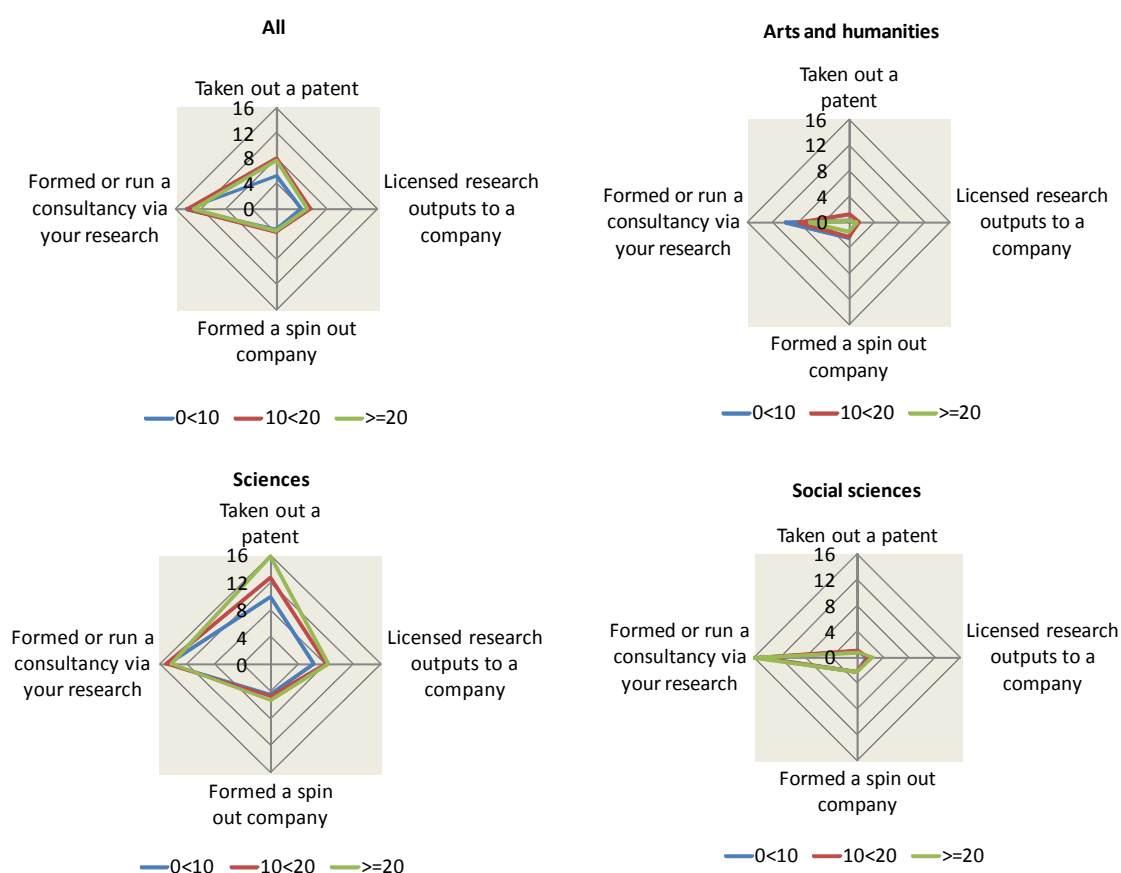 All
Taken out a patent
16
12
8
4
0
Formed or run a
consultancy via
your research
Licensed research
outputs to a
company
Formed a spin out
company
0<10 10<20 >=20
Arts and humanities
Taken out a
patent
16
12
8
4
0
Formed or run a
consultancy via
your research
Licensed research
outputs to a
company
Formed a spin out
company
0<10 10<20 >=20
Sciences
Taken out a
patent
16
12
8
4
0
Formed or run a
consultancy via
your research
Licensed research
outputs to a
company
Formed a spin
out company
0<10 10<20 >=20
Social sciences
Taken out a patent
16
12
8
4
0
Formed or run a
consultancy via
your research
Licensed research
outputs to a
company
Formed a spin out
company
0<10 10<20 >=20